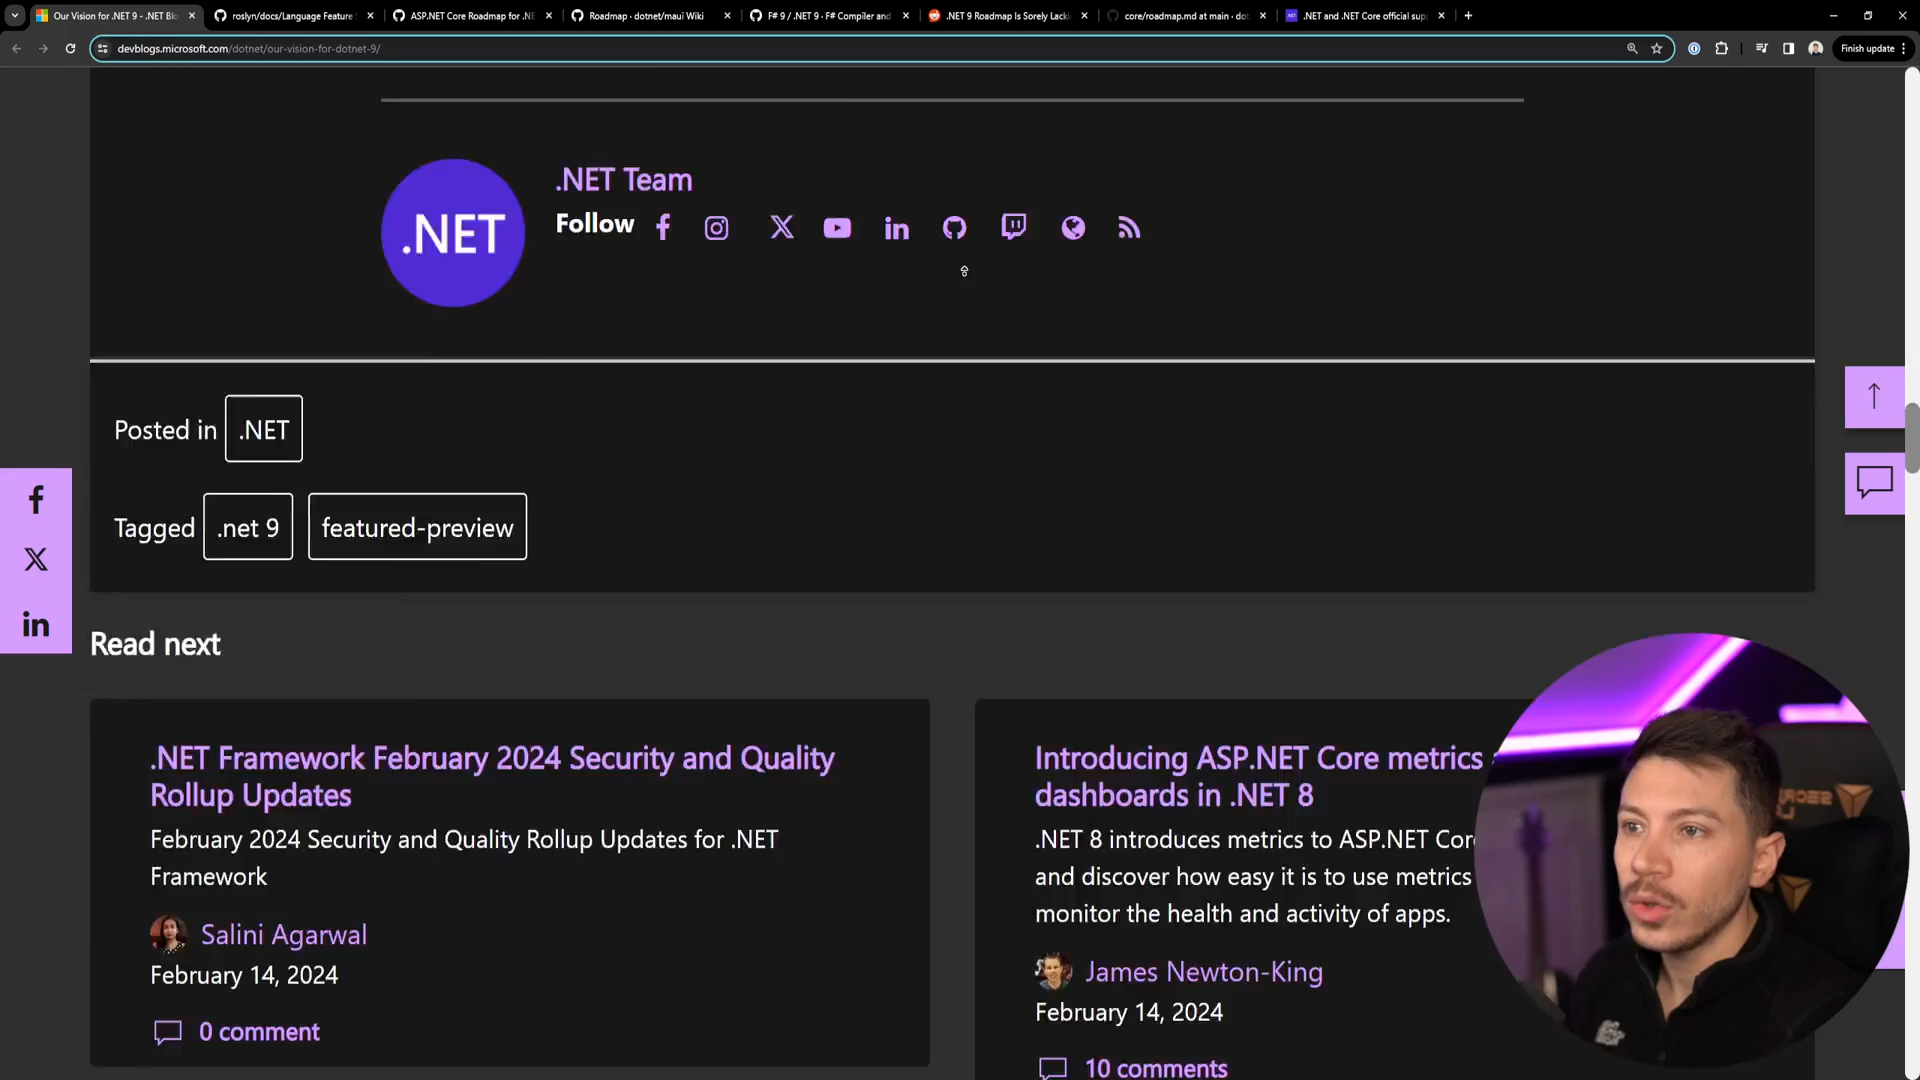 Our Vision for .NET 9 - .NET Blo
roslyn/docs/Language Feature
ASP.NET Core Roadmap for .NE
Roadmap · dotnet/maui Wiki
F# 9 / .NET 9 · F# Compiler and
.NET 9 Roadmap Is Sorely Lacki
core/roadmap.md at main · dot
.NET and .NET Core official sup
devblogs.microsoft.com/dotnet/our-vision-for-dotnet-9/
Finish update
.NET
.NET Team
Follow
Posted in .NET
Tagged .net 9 featured-preview
Read next
.NET Framework February 2024 Security and Quality
Rollup Updates
February 2024 Security and Quality Rollup Updates for .NET
Framework
Salini Agarwal
February 14, 2024
0 comment
Introducing ASP.NET Core metrics
dashboards in .NET 8
.NET 8 introduces metrics to ASP.NET Cor
and discover how easy it is to use metrics
monitor the health and activity of apps.
James Newton-King
February 14, 2024
10 comments